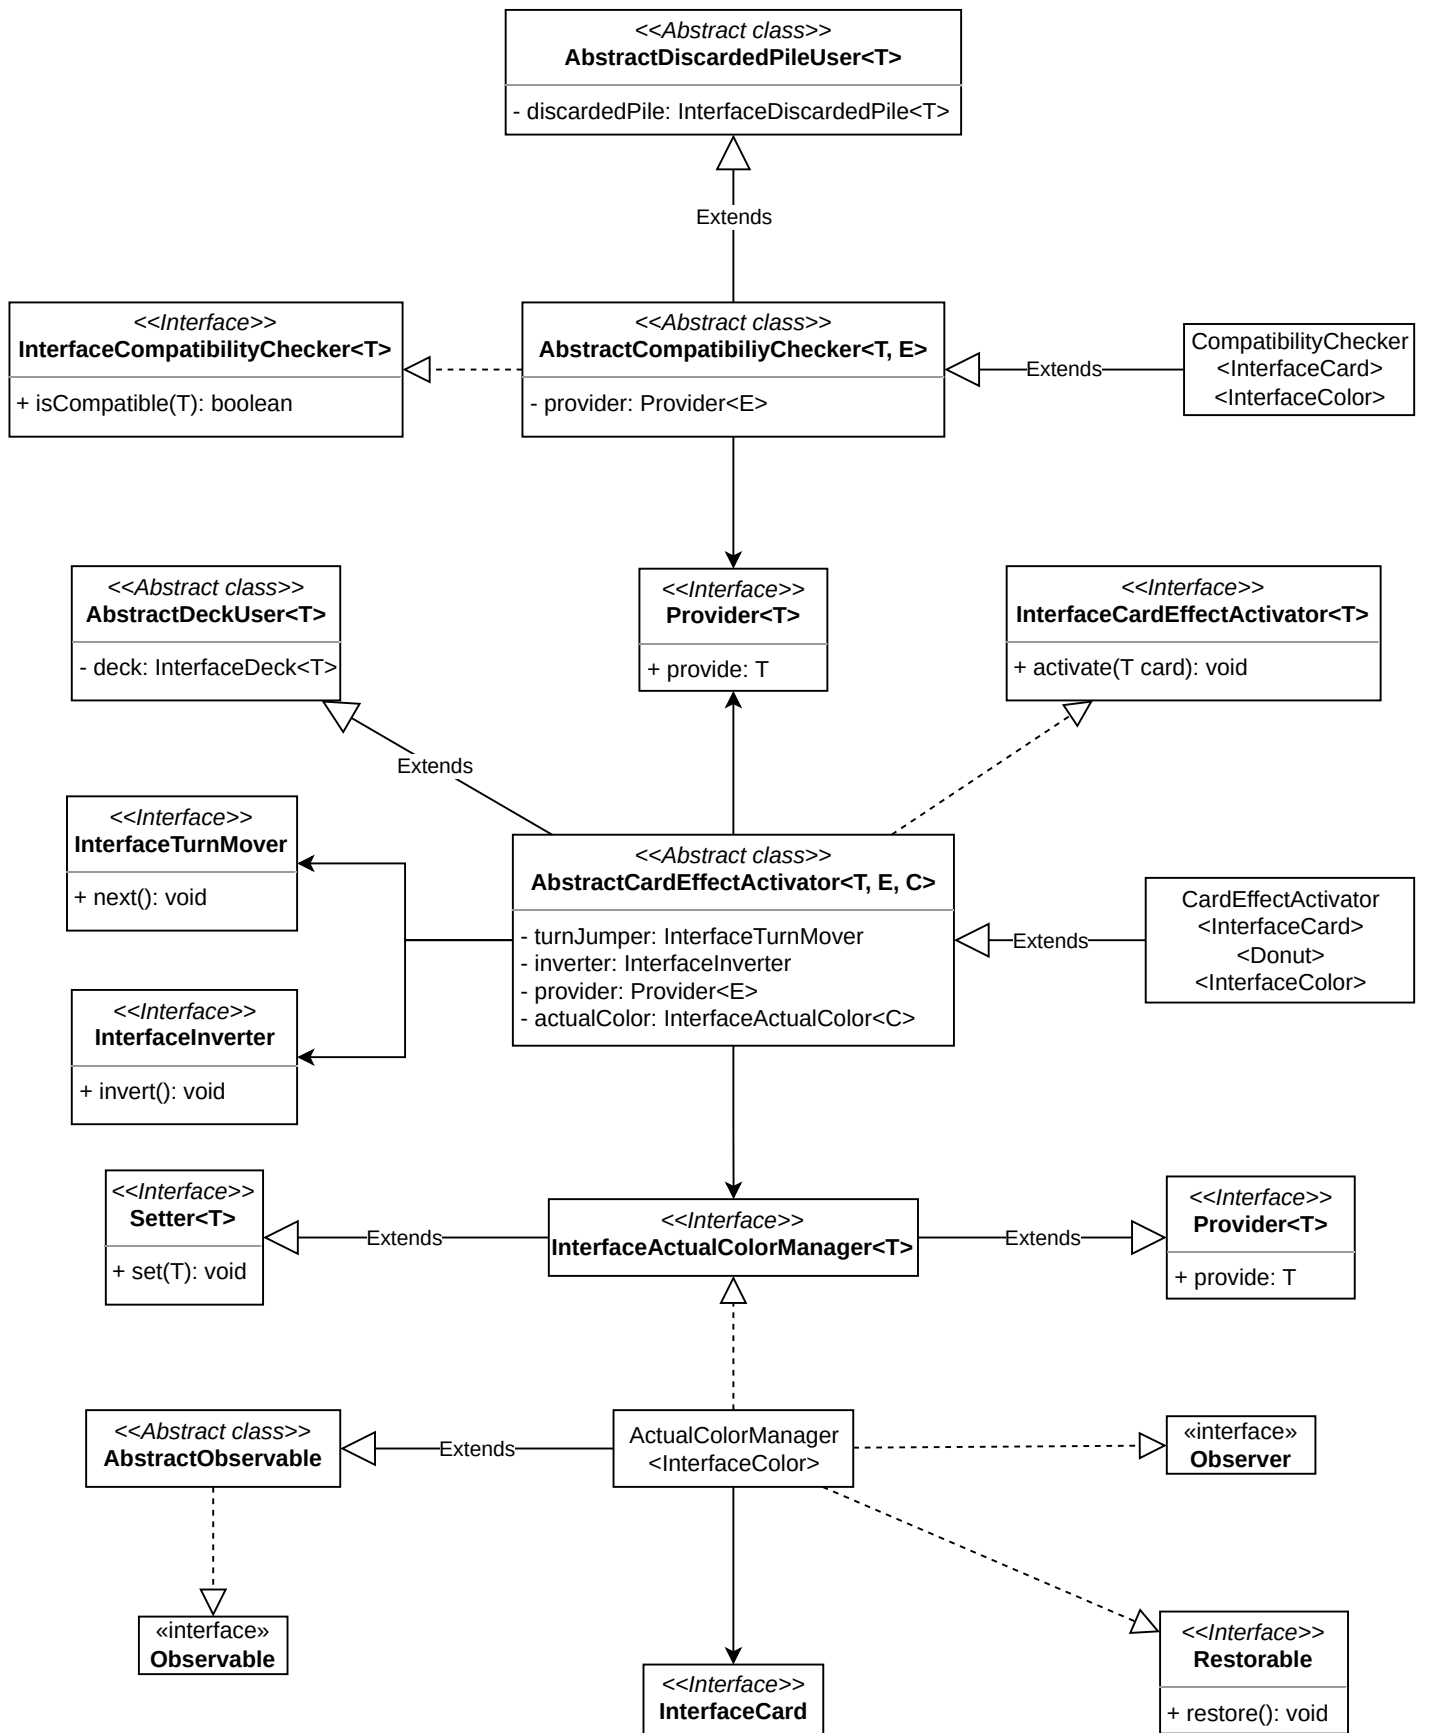 <<Abstract class>>
AbstractDiscardedPileUser<T>
- discardedPile: InterfaceDiscardedPile<T>
Extends
<<Interface>>
InterfaceCompatibilityChecker<T>
+ isCompatible(T): boolean
<<Abstract class>>
AbstractCompatibiliyChecker<T, E>
- provider: Provider<E>
Extends
CompatibilityChecker
<InterfaceCard>
<InterfaceColor>
<<Abstract class>>
AbstractDeckUser<T>
- deck: InterfaceDeck<T>
<<Interface>>
Provider<T>
+ provide: T
<<Interface>>
InterfaceCardEffectActivator<T>
+ activate(T card): void
Extends
<<Interface>>
InterfaceTurnMover
+ next(): void
<<Abstract class>>
AbstractCardEffectActivator<T, E, C>
- turnJumper: InterfaceTurnMover
- inverter: InterfaceInverter
- provider: Provider<E>
- actualColor: InterfaceActualColor<C>
Extends
CardEffectActivator
<InterfaceCard>
<Donut>
<InterfaceColor>
<<Interface>>
InterfaceInverter
+ invert(): void
<<Interface>>
Setter<T>
+ set(T): void
Extends
<<Interface>>
InterfaceActualColorManager<T>
Extends
<<Interface>>
Provider<T>
+ provide: T
<<Abstract class>>
AbstractObservable
Extends
ActualColorManager
<InterfaceColor>
«interface»
Observer
«interface»
Observable
<<Interface>>
InterfaceCard
<<Interface>>
Restorable
+ restore(): void